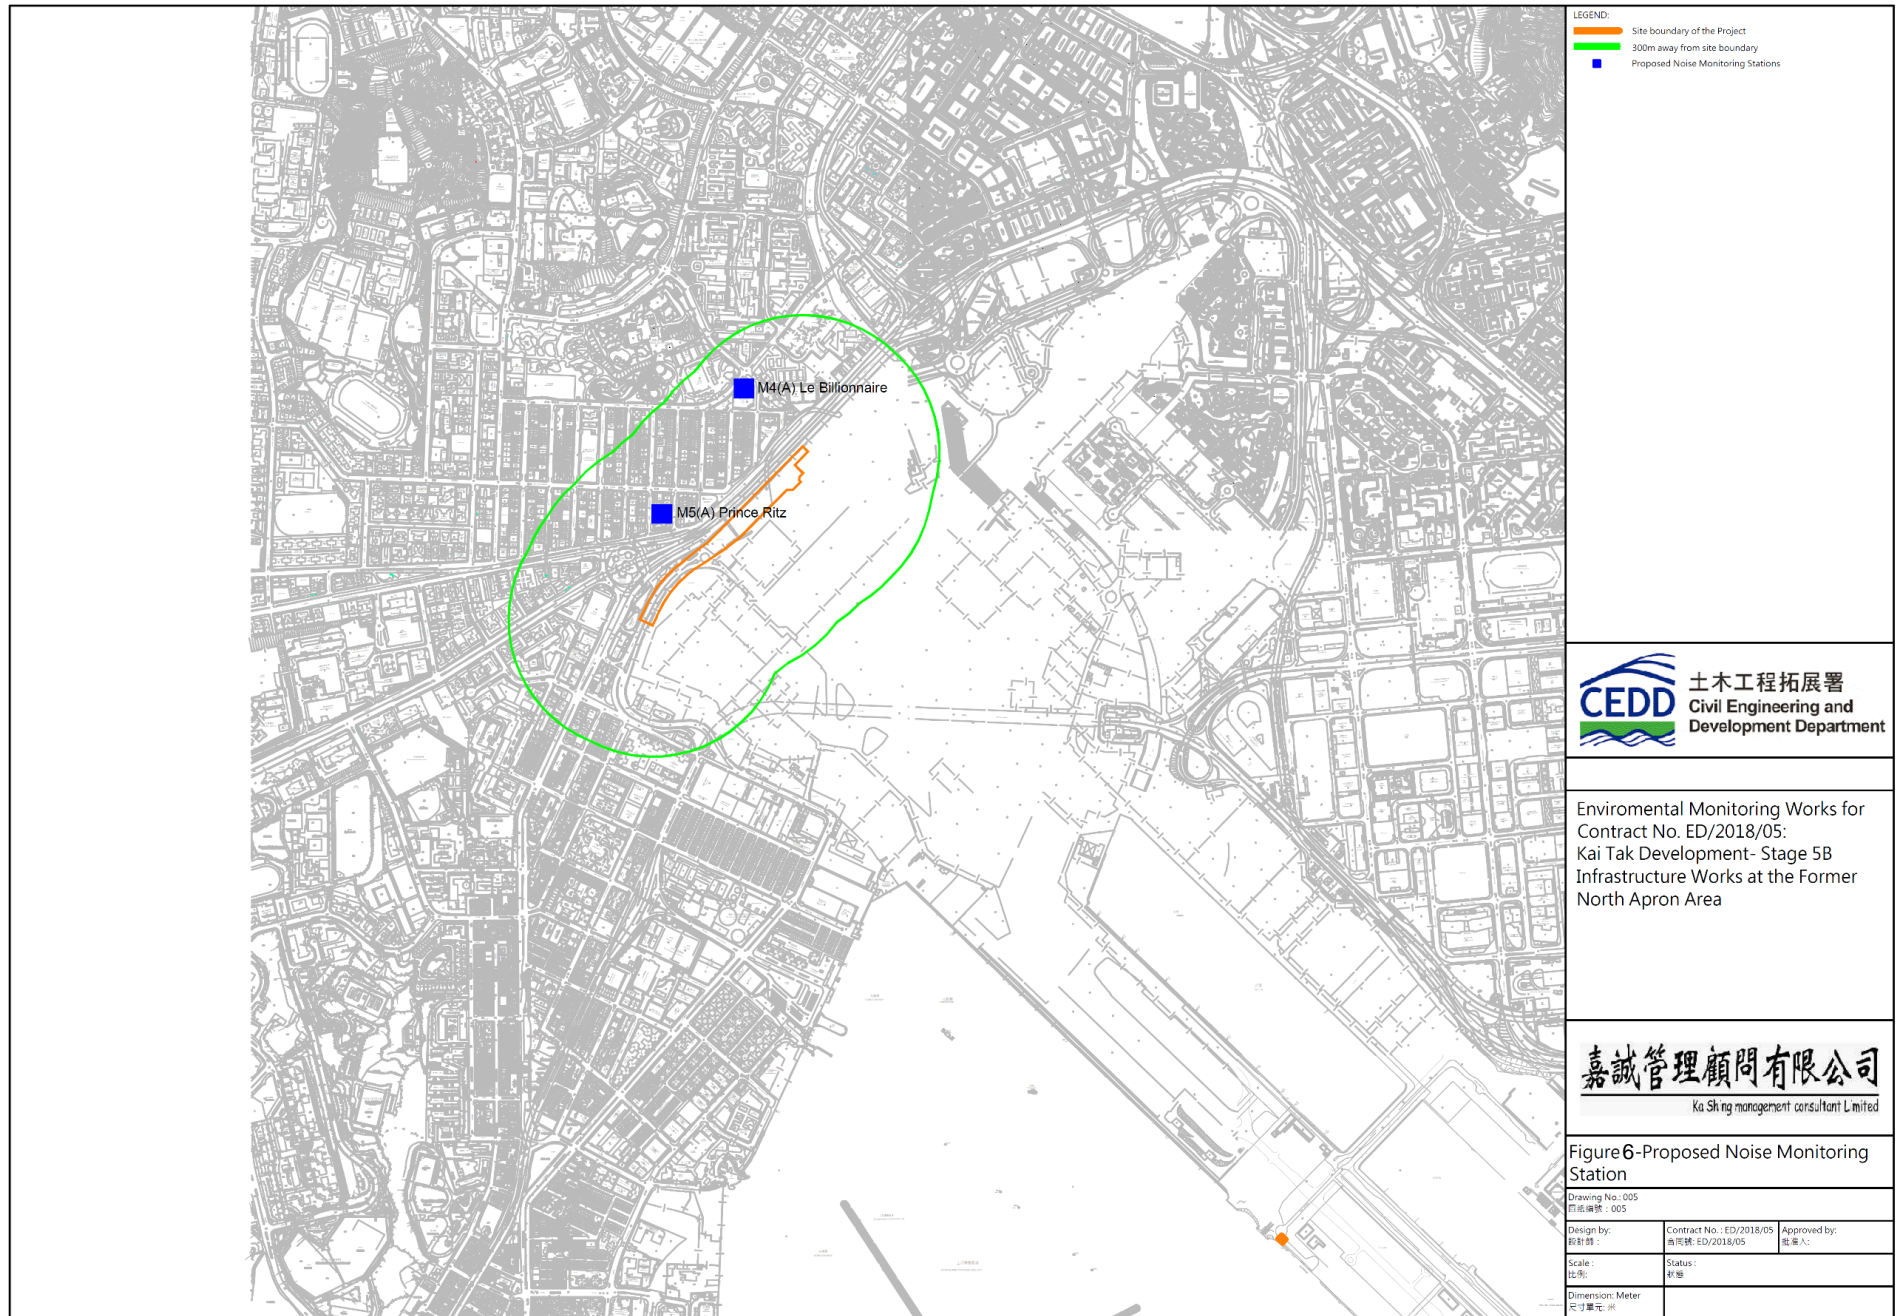 M4(A) Le Billionnaire
M5(A) Prince Ritz
LEGEND:
Site boundary of the Project
300m away from site boundary
Proposed Noise Monitoring Stations
CEDD
土木工程拓展署
Civil Engineering and
Development Department
Enviromental Monitoring Works for
Contract No. ED/2018/05:
Kai Tak Development- Stage 5B
Infrastructure Works at the Former
North Apron Area
嘉誠管理顧問有限公司
Ka Shing management consultant Limited
Figure 6-Proposed Noise Monitoring
Station
Drawing No.: 005
圖紙編號 : 005
Design by:
設計師 :
Contract No. : ED/2018/05
合同號: ED/2018/05
Approved by:
批准人:
Scale :
比例:
Status :
狀態
Dimension: Meter
尺寸單元: 米